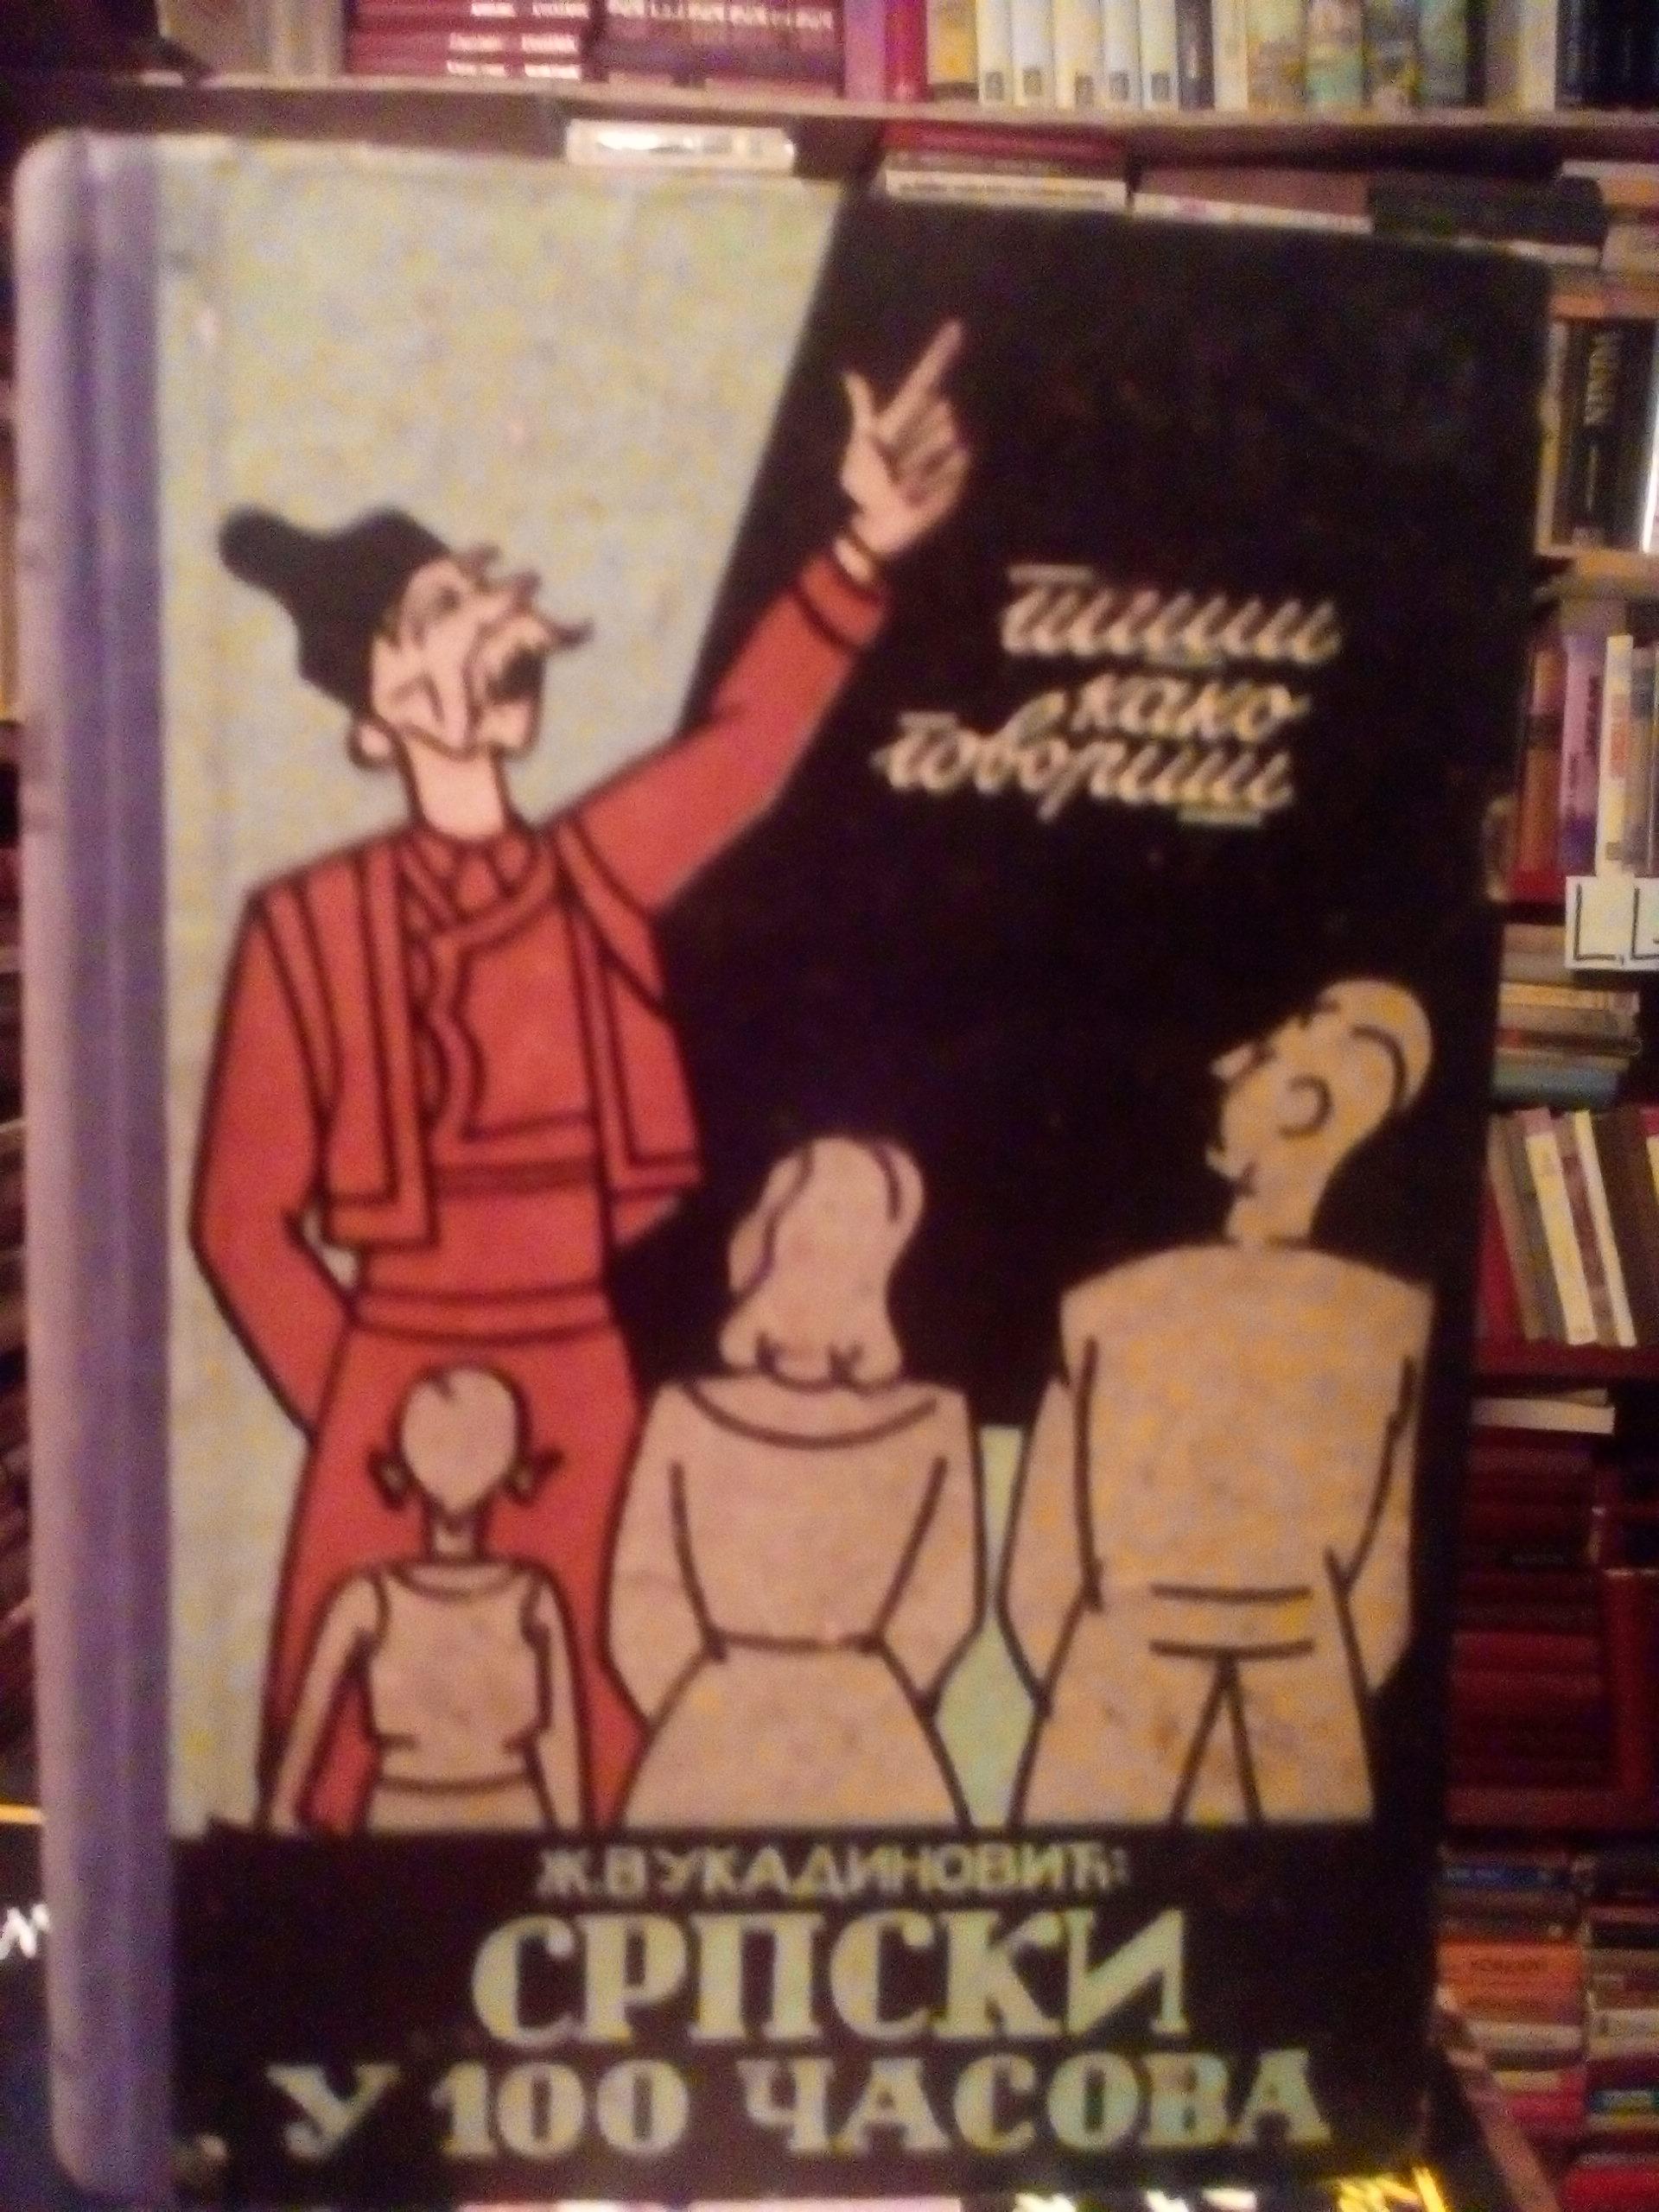 пиши
како
говориш
Ж. ВУКАДИНОВИЋ:
СРПСКИ
У 100 ЧАСОВА